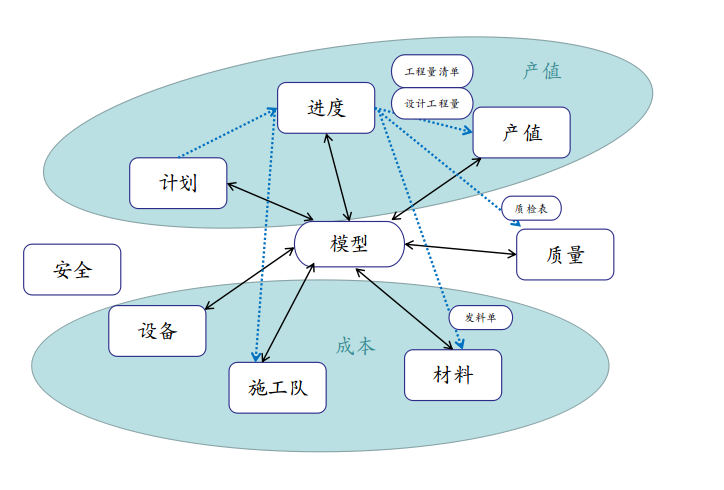 产值
工程量清单
设计工程量
进度
产值
计划
质检表
模型
质量
安全
发料单
设备
成本
材料
施工队